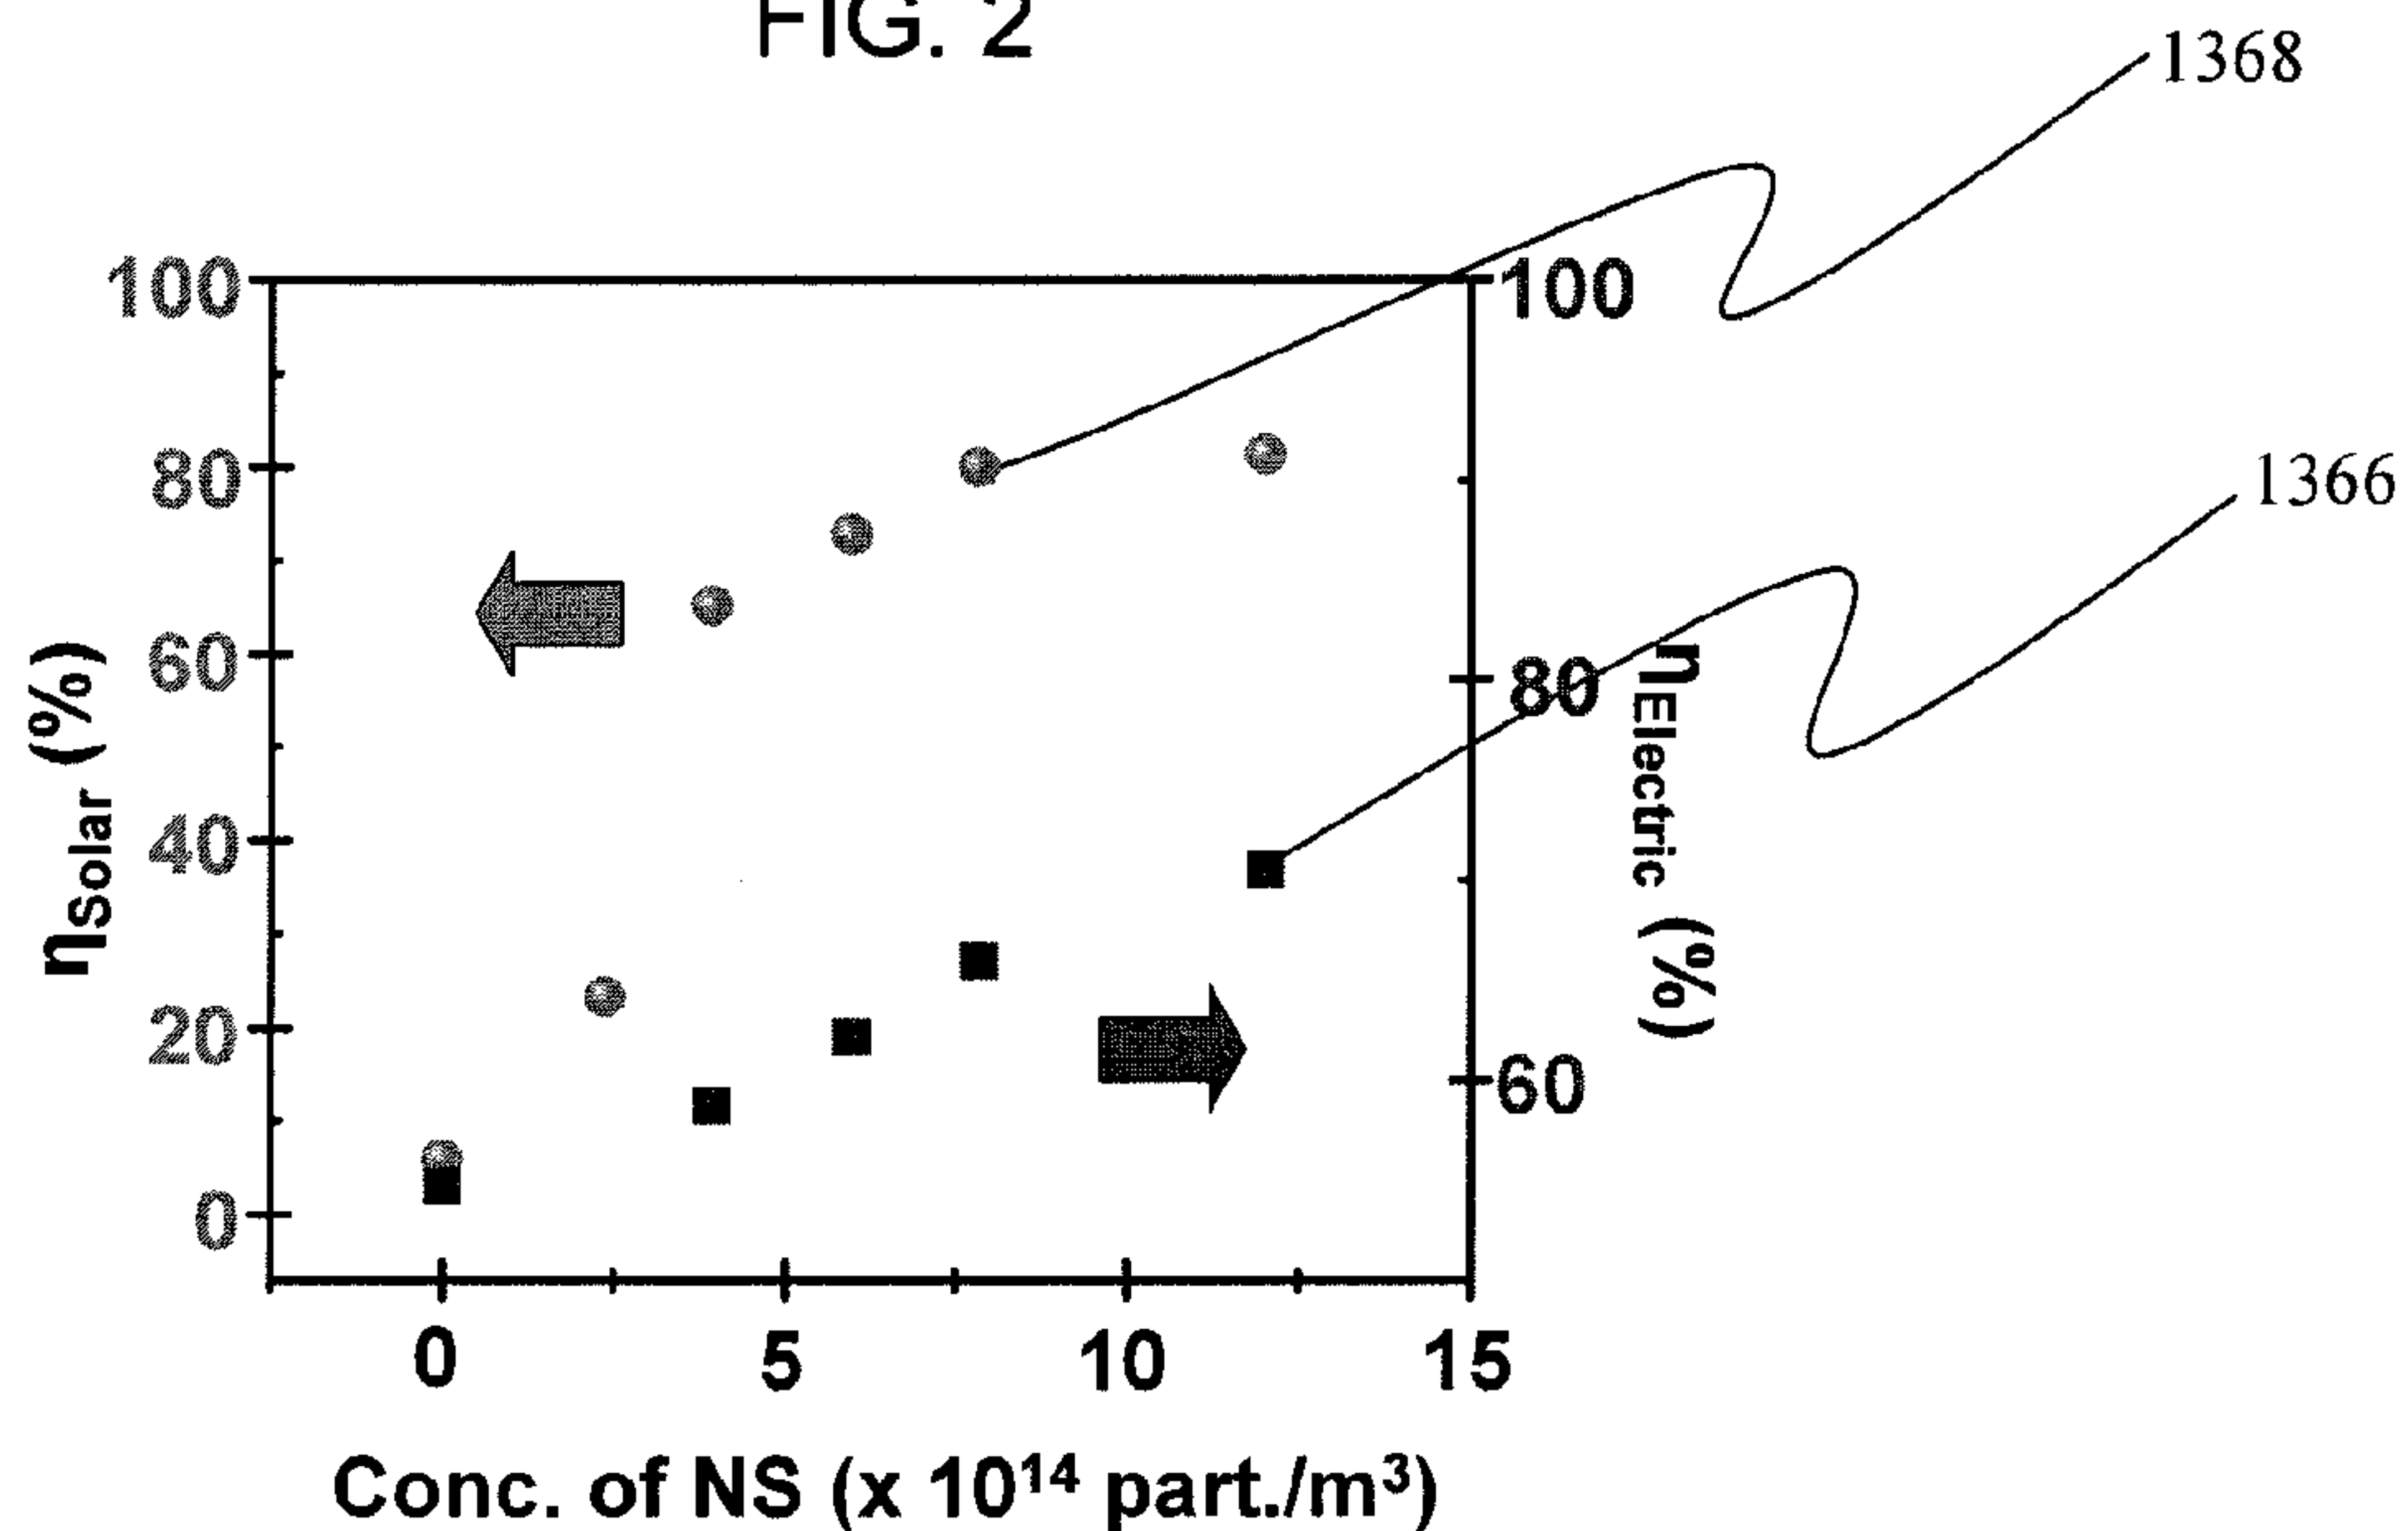 FIG. 2
1368
1366
100
80
60
40
20
0
ηSolar (%)
100
80
60
ηElectric (%)
0 5 10 15
Conc. of NS (x 10¹⁴ part./m³)